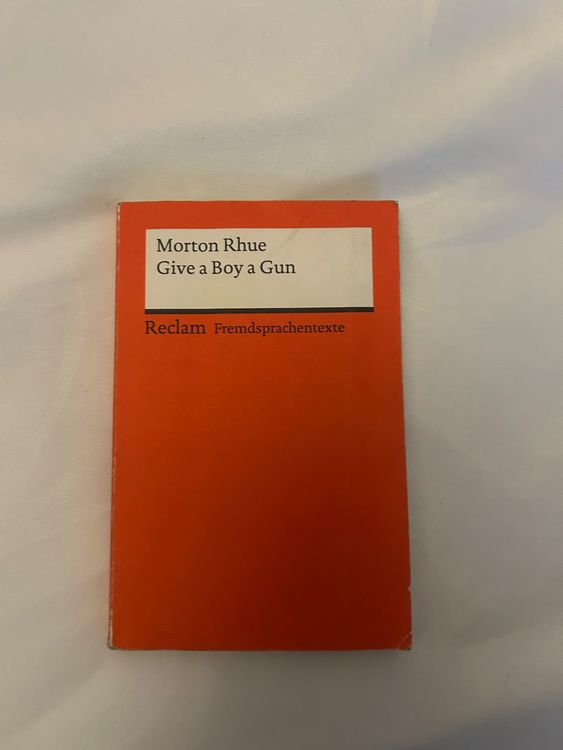 Morton Rhue
Give a Boy a Gun
Reclam Fremdsprachentexte